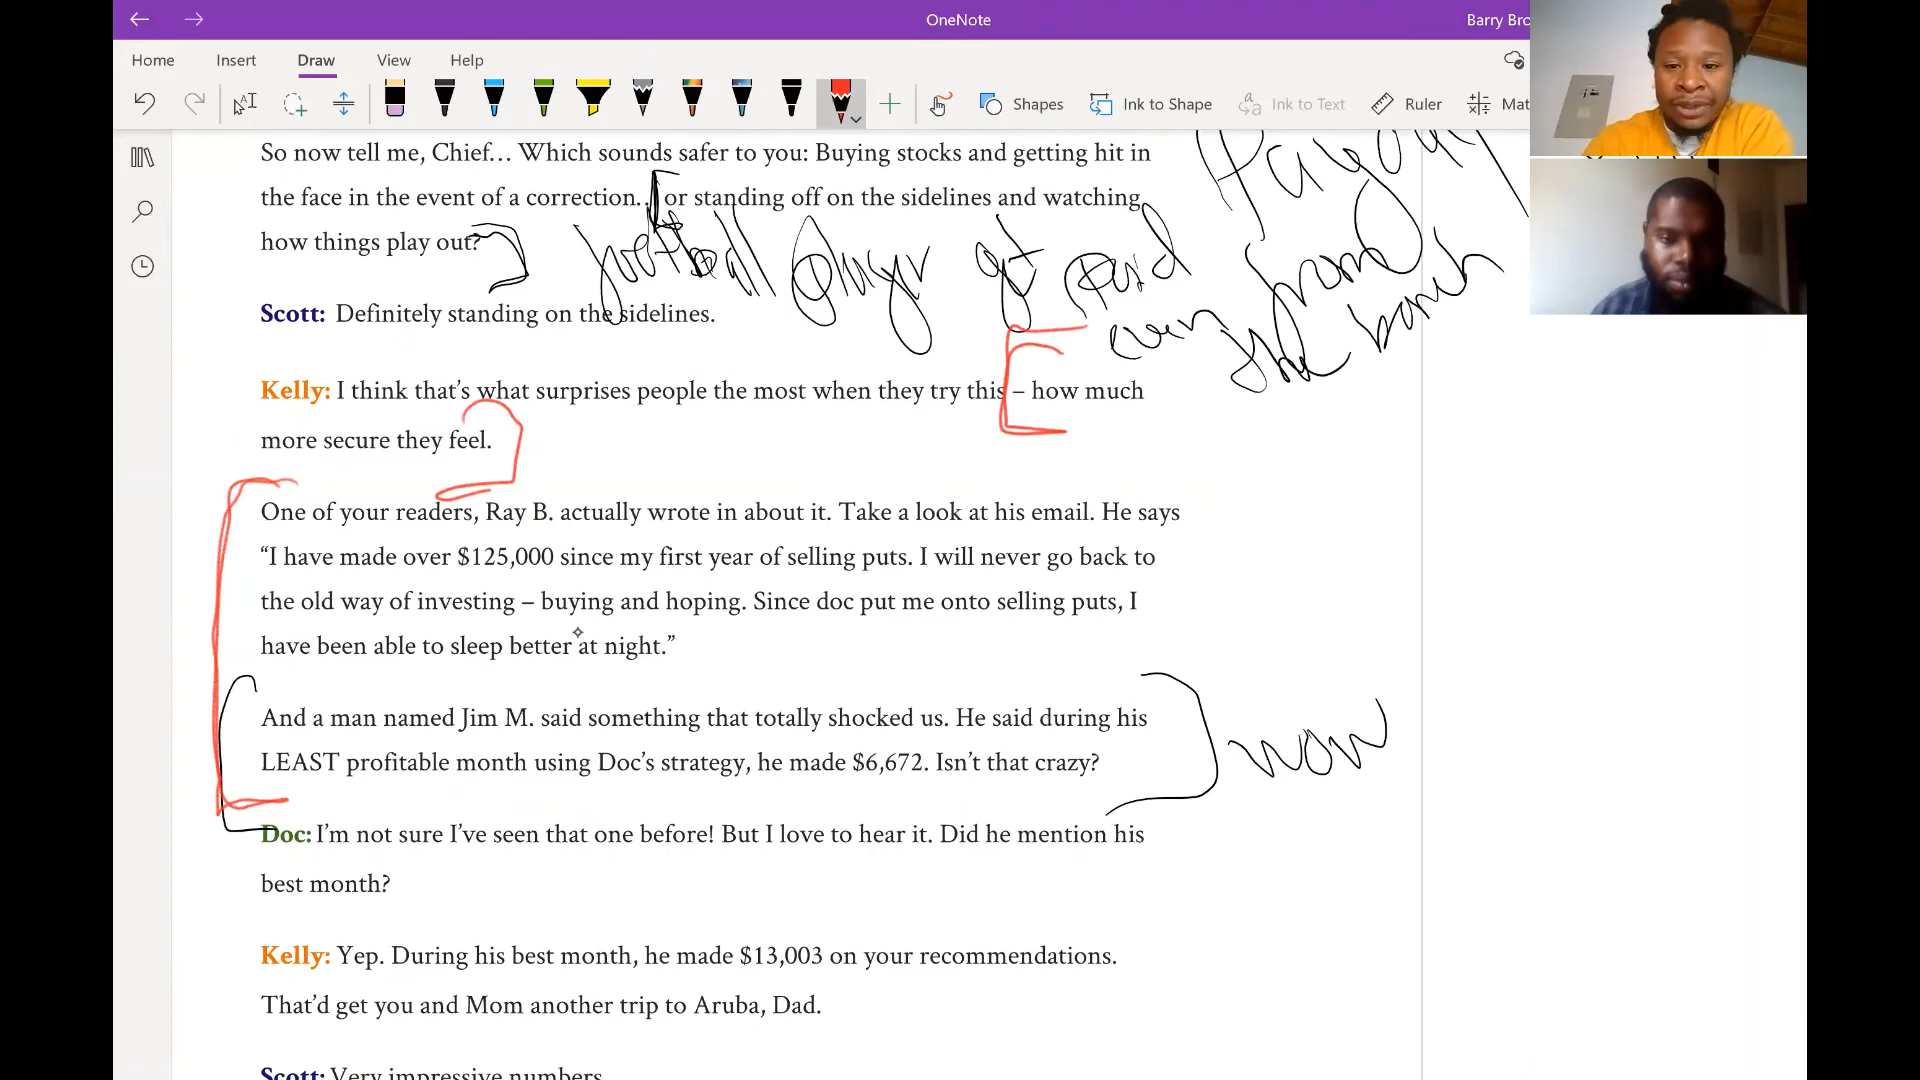 OneNote
Barry Bro
Home Insert Draw View Help
Shapes Ink to Shape Ink to Text Ruler Mat
So now tell me, Chief… Which sounds safer to you: Buying stocks and getting hit in
the face in the event of a correction… or standing off on the sidelines and watching
how things play out?
football player get paid
even from
the bench
Scott: Definitely standing on the sidelines.
Kelly: I think that’s what surprises people the most when they try this – how much
more secure they feel.
One of your readers, Ray B. actually wrote in about it. Take a look at his email. He says
“I have made over $125,000 since my first year of selling puts. I will never go back to
the old way of investing – buying and hoping. Since doc put me onto selling puts, I
have been able to sleep better at night.”
And a man named Jim M. said something that totally shocked us. He said during his
LEAST profitable month using Doc’s strategy, he made $6,672. Isn’t that crazy?
wow
Doc: I’m not sure I’ve seen that one before! But I love to hear it. Did he mention his
best month?
Kelly: Yep. During his best month, he made $13,003 on your recommendations.
That’d get you and Mom another trip to Aruba, Dad.
Scott: Very impressive numbers